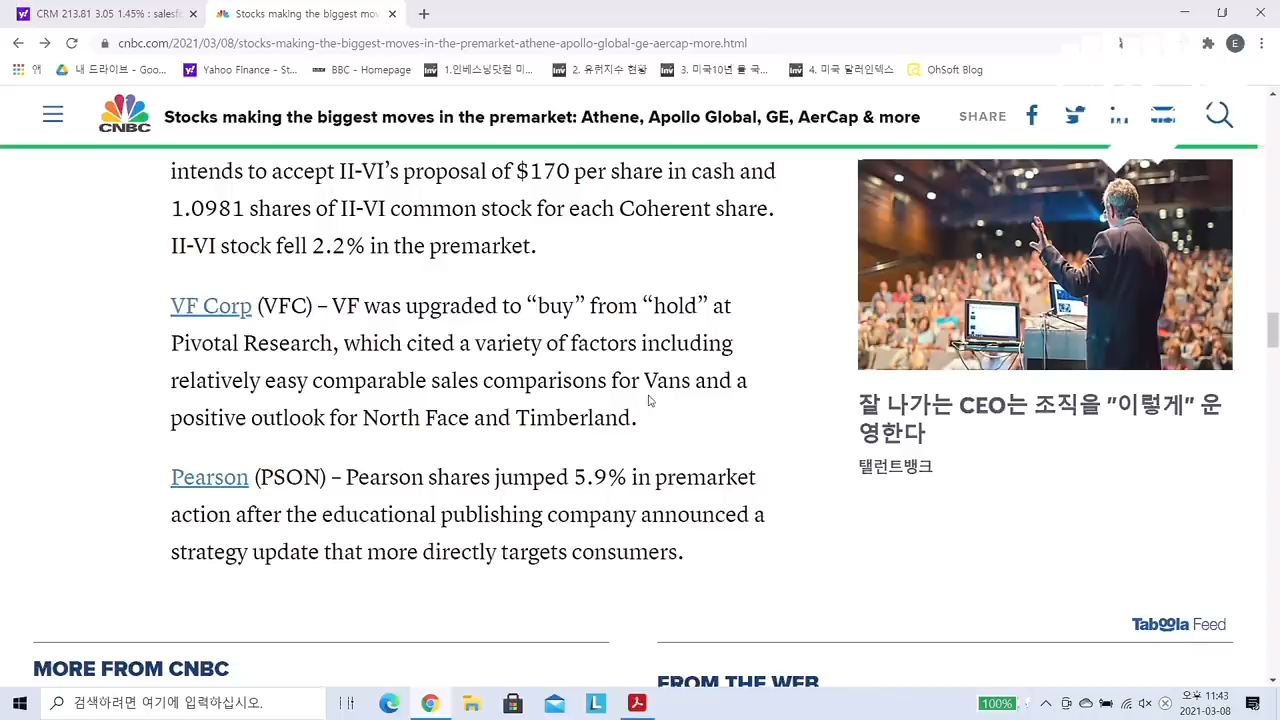 CRM 213.81 3.05 1.45% : salesf
Stocks making the biggest mov
cnbc.com/2021/03/08/stocks-making-the-biggest-moves-in-the-premarket-athene-apollo-global-ge-aercap-more.html
앱
내 드라이브 - Goo...
Yahoo Finance - St...
BBC - Homepage
1.인베스닝닷컴 미...
2. 유퀴지수 현황
3. 미국10년 물 국...
4. 미국 달러인덱스
OhSoft Blog
CNBC
Stocks making the biggest moves in the premarket: Athene, Apollo Global, GE, AerCap & more
SHARE
intends to accept II-VI’s proposal of $170 per share in cash and
1.0981 shares of II-VI common stock for each Coherent share.
II-VI stock fell 2.2% in the premarket.
VF Corp (VFC) – VF was upgraded to “buy” from “hold” at
Pivotal Research, which cited a variety of factors including
relatively easy comparable sales comparisons for Vans and a
positive outlook for North Face and Timberland.
Pearson (PSON) – Pearson shares jumped 5.9% in premarket
action after the educational publishing company announced a
strategy update that more directly targets consumers.
잘 나가는 CEO는 조직을 "이렇게" 운
영한다
탤런트뱅크
Taboola Feed
MORE FROM CNBC
FROM THE WEB
검색하려면 여기에 입력하십시오.
100%
오후 11:43
2021-03-08